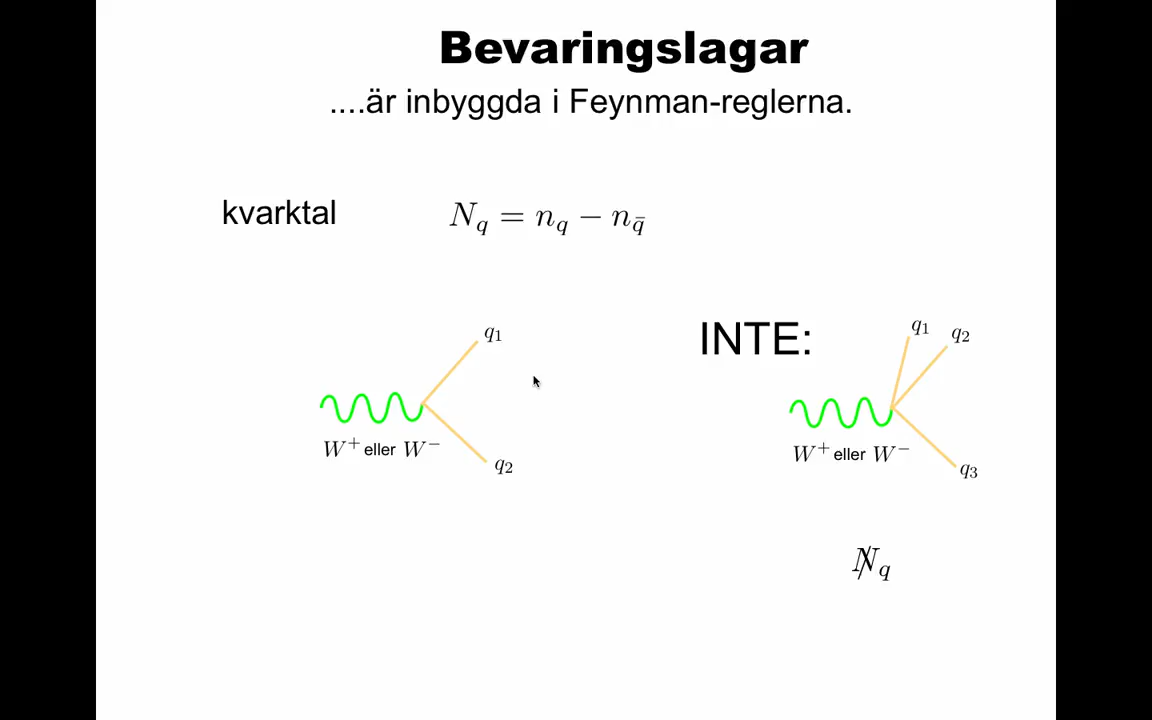 Bevaringslagar
....är inbyggda i Feynman-reglerna.
kvarktal
N_q = n_q − n_q̄
q₁
W⁺ eller W⁻
q₂
INTE:
q₁
q₂
W⁺ eller W⁻
q₃
N̸_q